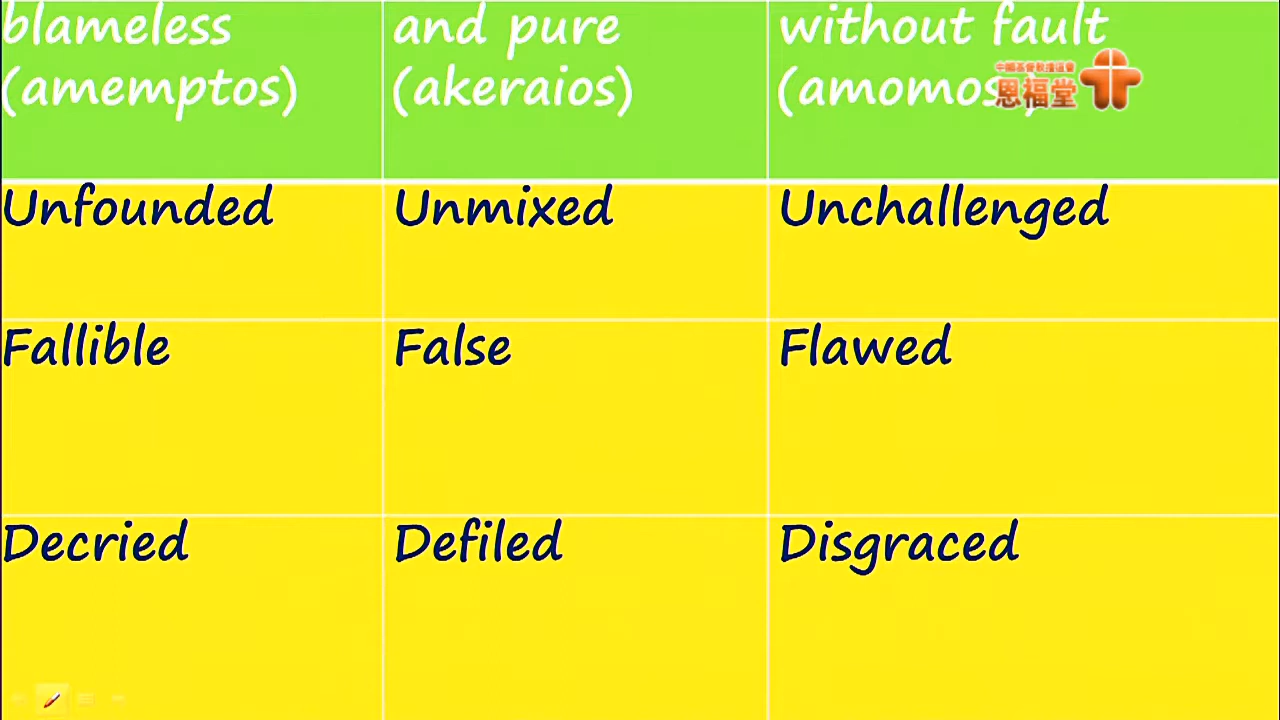 blameless and pure without fault
(amemptos) (akeraios) (amomos)
恩福堂
Unfounded Unmixed Unchallenged
Fallible False Flawed
Decried Defiled Disgraced